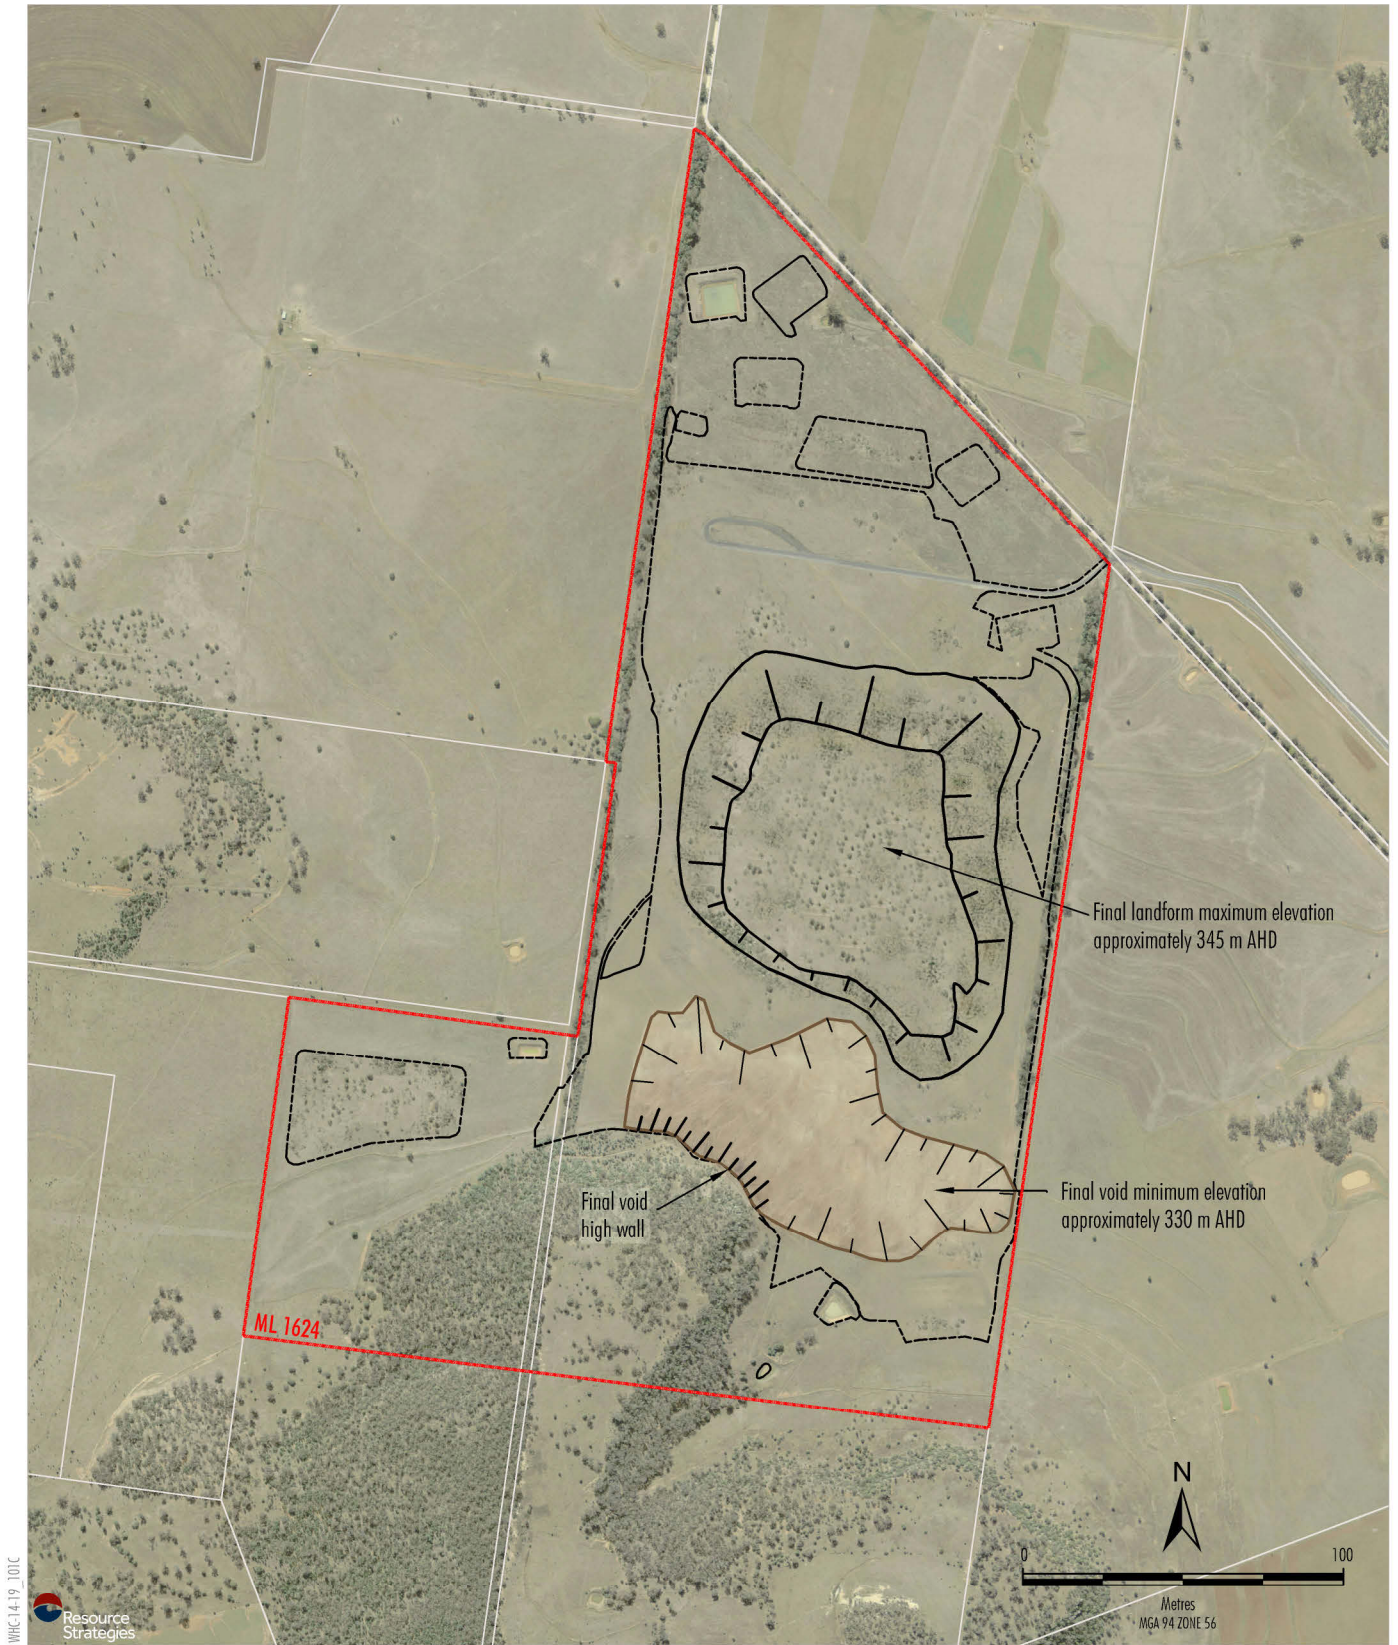 Final landform maximum elevation
approximately 345 m AHD
Final void
high wall
Final void minimum elevation
approximately 330 m AHD
ML 1624
N
0 100
Metres
MGA 94 ZONE 56
WHC-14-19_101C
Resource
Strategies